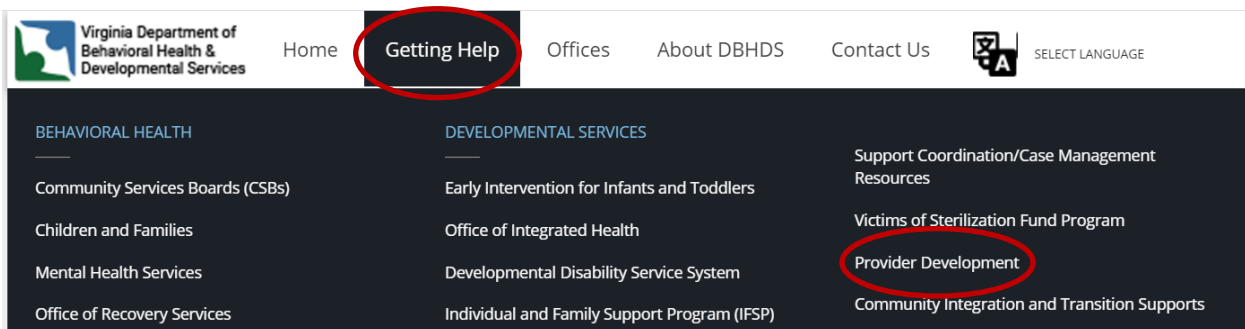 Virginia Department of
Behavioral Health &
Developmental Services
Home
Getting Help
Offices
About DBHDS
Contact Us
文A
SELECT LANGUAGE
BEHAVIORAL HEALTH
Community Services Boards (CSBs)
Children and Families
Mental Health Services
Office of Recovery Services
DEVELOPMENTAL SERVICES
Early Intervention for Infants and Toddlers
Office of Integrated Health
Developmental Disability Service System
Individual and Family Support Program (IFSP)
Support Coordination/Case Management
Resources
Victims of Sterilization Fund Program
Provider Development
Community Integration and Transition Supports